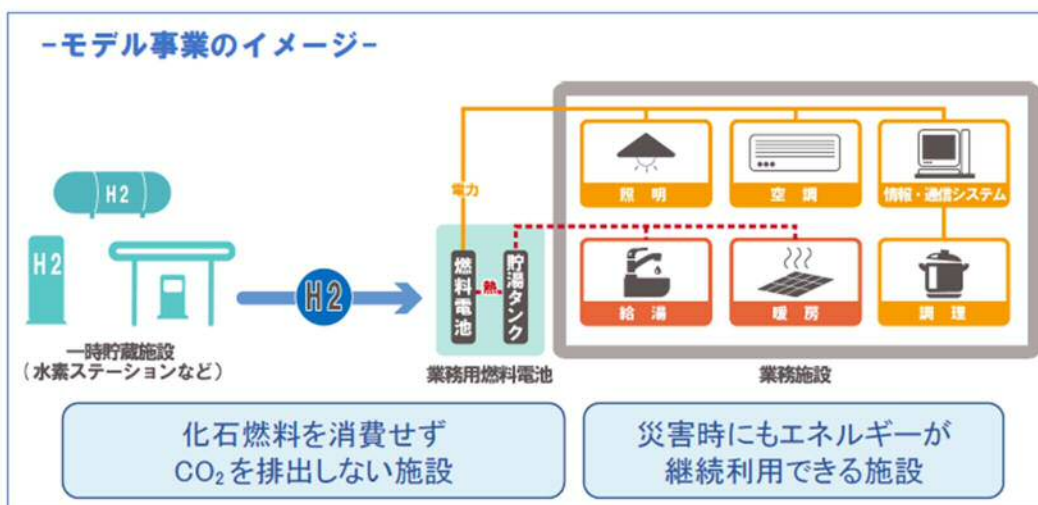 -モデル事業のイメージ-
H2
H2
一時貯蔵施設
（水素ステーションなど）
H2
電力
燃料電池
熱
貯湯タンク
業務用燃料電池
照明
空調
情報・通信システム
給湯
暖房
調理
業務施設
化石燃料を消費せず
CO₂を排出しない施設
災害時にもエネルギーが
継続利用できる施設